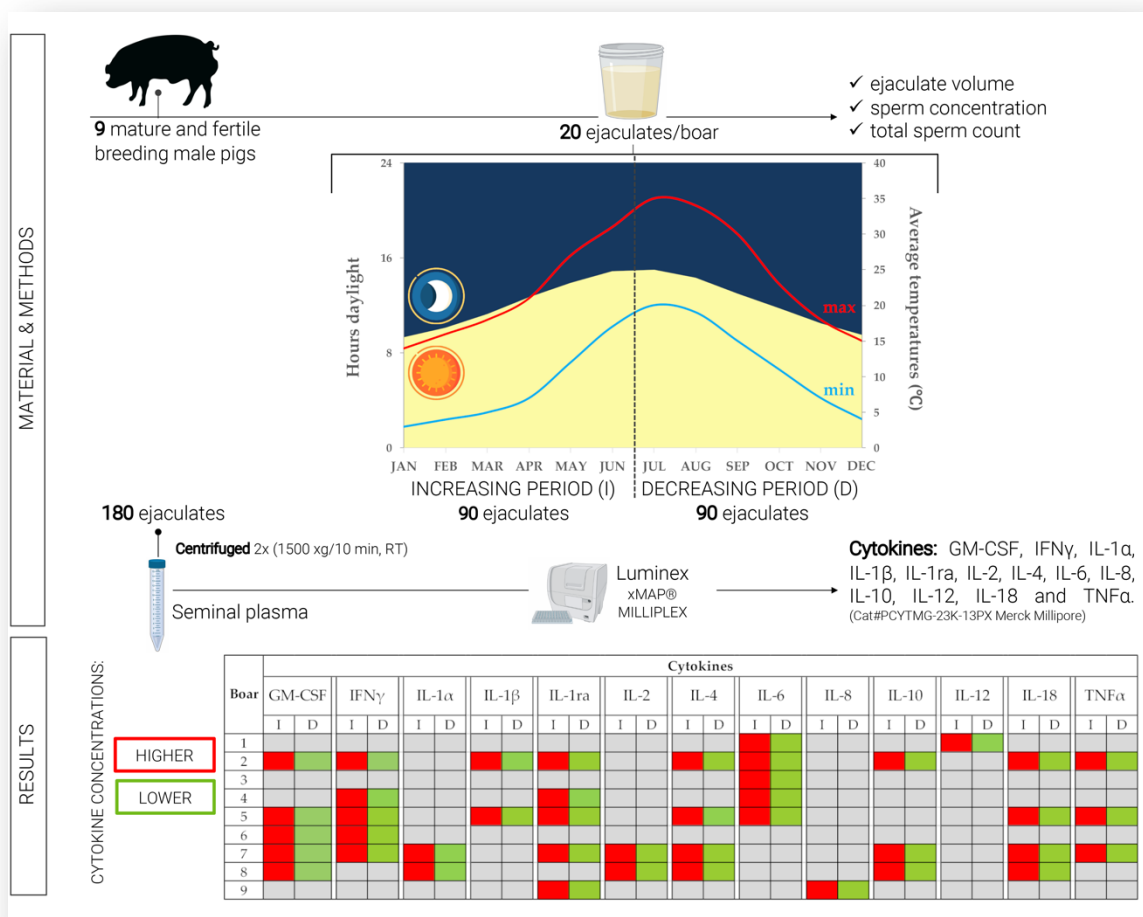 MATERIAL & METHODS
9 mature and fertile
breeding male pigs
20 ejaculates/boar
✓ ejaculate volume
✓ sperm concentration
✓ total sperm count
Hours daylight
24
16
8
0
Average temperatures (°C)
40
35
30
25
20
15
10
5
0
max
min
JAN FEB MAR APR MAY JUN JUL AUG SEP OCT NOV DEC
INCREASING PERIOD (I) DECREASING PERIOD (D)
90 ejaculates 90 ejaculates
180 ejaculates
Centrifuged 2x (1500 xg/10 min, RT)
Seminal plasma
Luminex
xMAP®
MILLIPLEX
Cytokines: GM-CSF, IFNγ, IL-1α,
IL-1β, IL-1ra, IL-2, IL-4, IL-6, IL-8,
IL-10, IL-12, IL-18 and TNFα.
(Cat#PCYTMG-23K-13PX Merck Millipore)
RESULTS
CYTOKINE CONCENTRATIONS:
HIGHER
LOWER
Boar
Cytokines
GM-CSF IFNγ IL-1α IL-1β IL-1ra IL-2 IL-4 IL-6 IL-8 IL-10 IL-12 IL-18 TNFα
I D I D I D I D I D I D I D I D I D I D I D I D I D
1
2
3
4
5
6
7
8
9